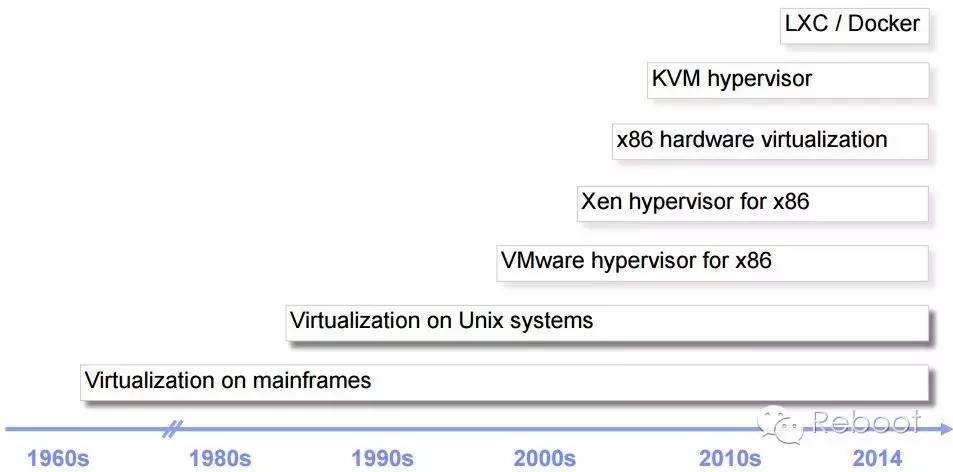 LXC / Docker
KVM hypervisor
x86 hardware virtualization
Xen hypervisor for x86
VMware hypervisor for x86
Virtualization on Unix systems
Virtualization on mainframes
Reboot
1960s 1980s 1990s 2000s 2010s 2014